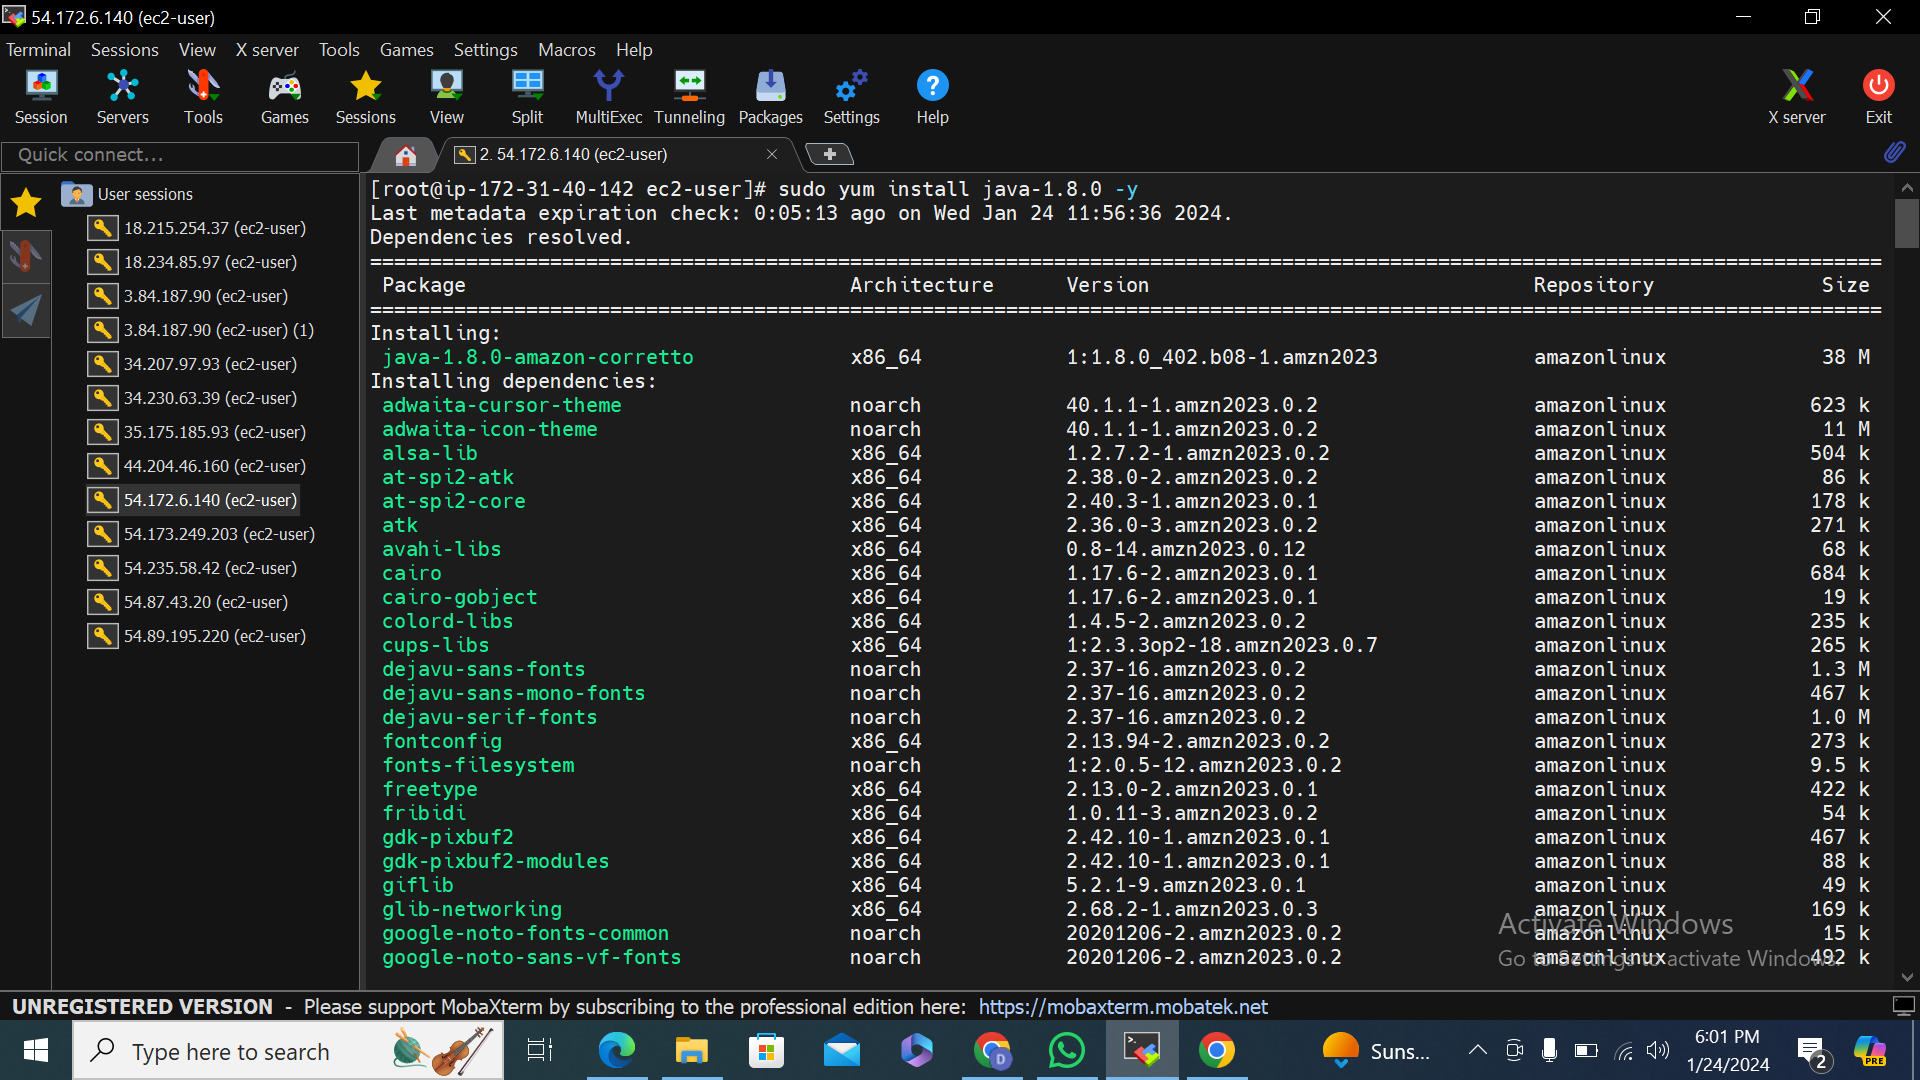 54.172.6.140 (ec2-user)
Terminal Sessions View X server Tools Games Settings Macros Help
Session Servers Tools Games Sessions View Split MultiExec Tunneling Packages Settings Help X server Exit
Quick connect...
2. 54.172.6.140 (ec2-user)
User sessions
18.215.254.37 (ec2-user)
18.234.85.97 (ec2-user)
3.84.187.90 (ec2-user)
3.84.187.90 (ec2-user) (1)
34.207.97.93 (ec2-user)
34.230.63.39 (ec2-user)
35.175.185.93 (ec2-user)
44.204.46.160 (ec2-user)
54.172.6.140 (ec2-user)
54.173.249.203 (ec2-user)
54.235.58.42 (ec2-user)
54.87.43.20 (ec2-user)
54.89.195.220 (ec2-user)
[root@ip-172-31-40-142 ec2-user]# sudo yum install java-1.8.0 -y
Last metadata expiration check: 0:05:13 ago on Wed Jan 24 11:56:36 2024.
Dependencies resolved.
==============================================================================================================================
Package Architecture Version Repository Size
==============================================================================================================================
Installing:
java-1.8.0-amazon-corretto x86_64 1:1.8.0_402.b08-1.amzn2023 amazonlinux 38 M
Installing dependencies:
adwaita-cursor-theme noarch 40.1.1-1.amzn2023.0.2 amazonlinux 623 k
adwaita-icon-theme noarch 40.1.1-1.amzn2023.0.2 amazonlinux 11 M
alsa-lib x86_64 1.2.7.2-1.amzn2023.0.2 amazonlinux 504 k
at-spi2-atk x86_64 2.38.0-2.amzn2023.0.2 amazonlinux 86 k
at-spi2-core x86_64 2.40.3-1.amzn2023.0.1 amazonlinux 178 k
atk x86_64 2.36.0-3.amzn2023.0.2 amazonlinux 271 k
avahi-libs x86_64 0.8-14.amzn2023.0.12 amazonlinux 68 k
cairo x86_64 1.17.6-2.amzn2023.0.1 amazonlinux 684 k
cairo-gobject x86_64 1.17.6-2.amzn2023.0.1 amazonlinux 19 k
colord-libs x86_64 1.4.5-2.amzn2023.0.2 amazonlinux 235 k
cups-libs x86_64 1:2.3.3op2-18.amzn2023.0.7 amazonlinux 265 k
dejavu-sans-fonts noarch 2.37-16.amzn2023.0.2 amazonlinux 1.3 M
dejavu-sans-mono-fonts noarch 2.37-16.amzn2023.0.2 amazonlinux 467 k
dejavu-serif-fonts noarch 2.37-16.amzn2023.0.2 amazonlinux 1.0 M
fontconfig x86_64 2.13.94-2.amzn2023.0.2 amazonlinux 273 k
fonts-filesystem noarch 1:2.0.5-12.amzn2023.0.2 amazonlinux 9.5 k
freetype x86_64 2.13.0-2.amzn2023.0.1 amazonlinux 422 k
fribidi x86_64 1.0.11-3.amzn2023.0.2 amazonlinux 54 k
gdk-pixbuf2 x86_64 2.42.10-1.amzn2023.0.1 amazonlinux 467 k
gdk-pixbuf2-modules x86_64 2.42.10-1.amzn2023.0.1 amazonlinux 88 k
giflib x86_64 5.2.1-9.amzn2023.0.1 amazonlinux 49 k
glib-networking x86_64 2.68.2-1.amzn2023.0.3 amazonlinux 169 k
google-noto-fonts-common noarch 20201206-2.amzn2023.0.2 amazonlinux 15 k
google-noto-sans-vf-fonts noarch 20201206-2.amzn2023.0.2 amazonlinux 492 k
Activate Windows
Go to Settings to activate Windows.
UNREGISTERED VERSION - Please support MobaXterm by subscribing to the professional edition here: https://mobaxterm.mobatek.net
Type here to search
D
Suns...
6:01 PM
1/24/2024
2
PRE